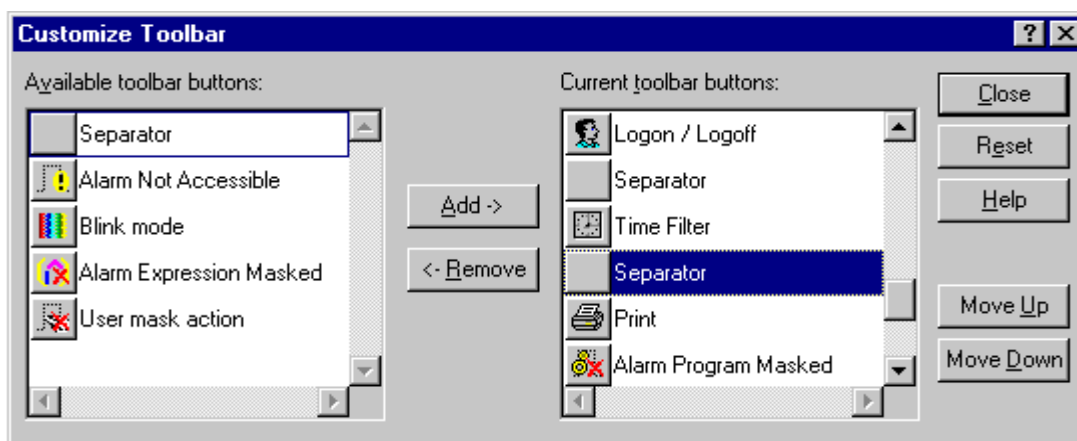 Customize Toolbar
Available toolbar buttons:
Separator
Alarm Not Accessible
Blink mode
Alarm Expression Masked
User mask action
Add ->
<- Remove
Current toolbar buttons:
Logon / Logoff
Separator
Time Filter
Separator
Print
Alarm Program Masked
Close
Reset
Help
Move Up
Move Down